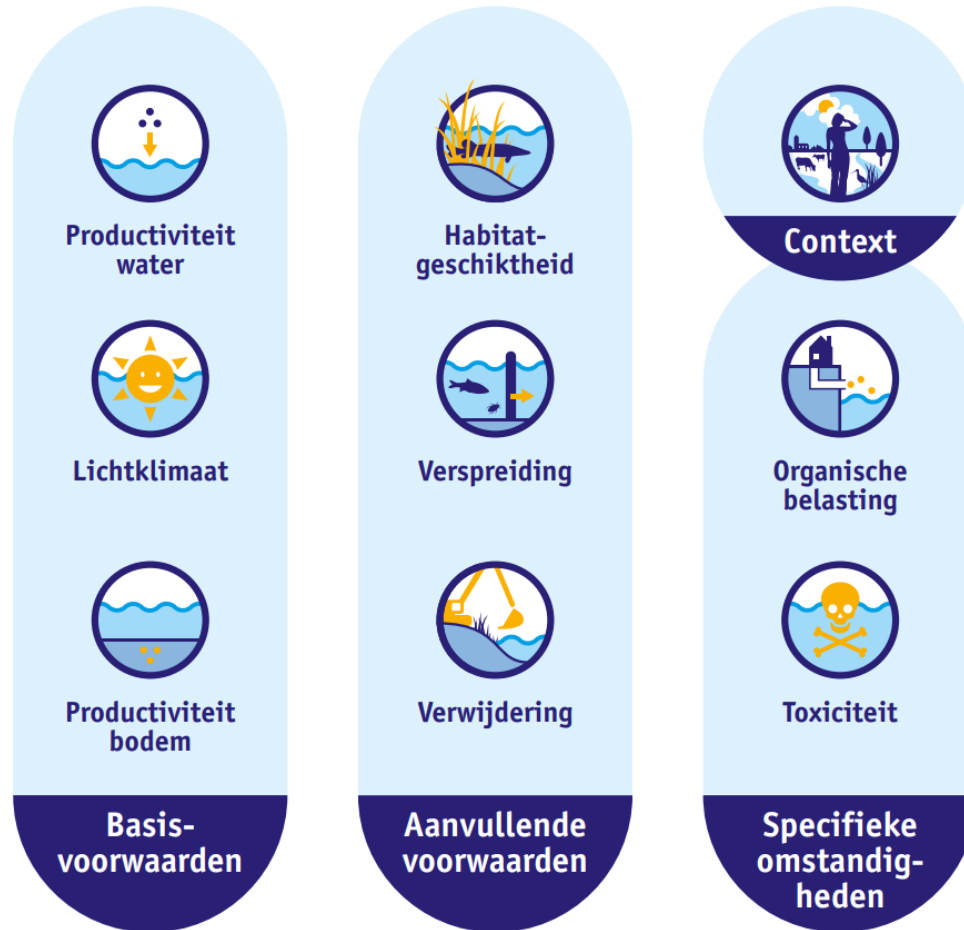 Productiviteit
water
Lichtklimaat
Productiviteit
bodem
Basis-
voorwaarden
Habitat-
geschiktheid
Verspreiding
Verwijdering
Aanvullende
voorwaarden
Context
Organische
belasting
Toxiciteit
Specifieke
omstandig-
heden